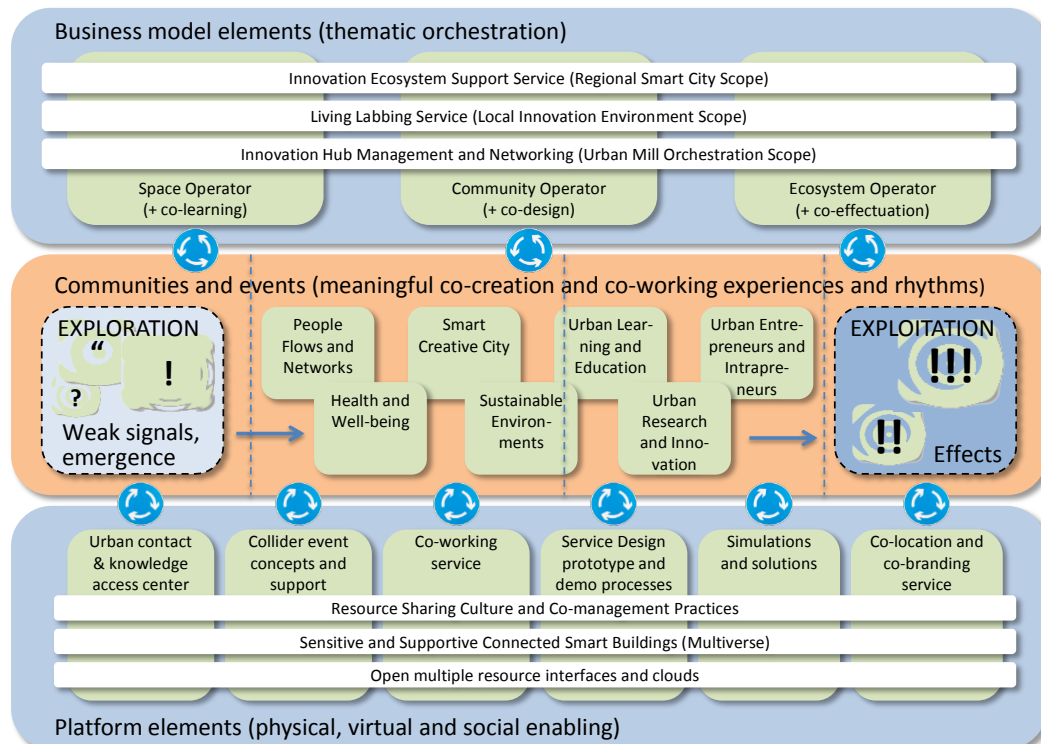 Business model elements (thematic orchestration)
Innovation Ecosystem Support Service (Regional Smart City Scope)
Living Labbing Service (Local Innovation Environment Scope)
Innovation Hub Management and Networking (Urban Mill Orchestration Scope)
Space Operator
(+ co-learning)
Community Operator
(+ co-design)
Ecosystem Operator
(+ co-effectuation)
Communities and events (meaningful co-creation and co-working experiences and rhythms)
EXPLORATION
“
!
?
Weak signals,
emergence
People
Flows and
Networks
Health and
Well-being
Smart
Creative City
Sustainable
Environ-
ments
Urban Lear-
ning and
Education
Urban
Research
and Inno-
vation
Urban Entre-
preneurs and
Intrapre-
neurs
EXPLOITATION
!!!
!!
Effects
Urban contact
& knowledge
access center
Collider event
concepts and
support
Co-working
service
Service Design
prototype and
demo processes
Simulations
and solutions
Co-location and
co-branding
service
Resource Sharing Culture and Co-management Practices
Sensitive and Supportive Connected Smart Buildings (Multiverse)
Open multiple resource interfaces and clouds
Platform elements (physical, virtual and social enabling)